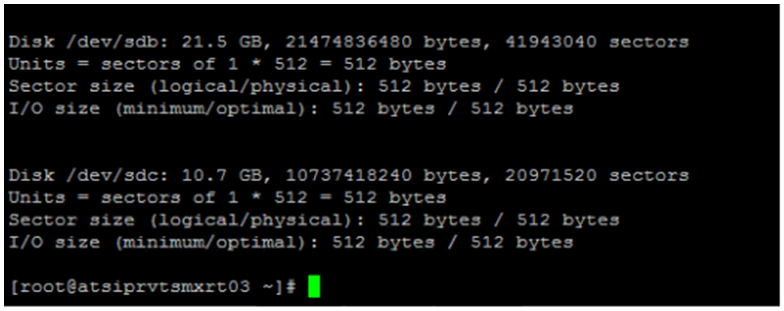 Disk /dev/sdb: 21.5 GB, 21474836480 bytes, 41943040 sectors
Units = sectors of 1 * 512 = 512 bytes
Sector size (logical/physical): 512 bytes / 512 bytes
I/O size (minimum/optimal): 512 bytes / 512 bytes
Disk /dev/sdc: 10.7 GB, 10737418240 bytes, 20971520 sectors
Units = sectors of 1 * 512 = 512 bytes
Sector size (logical/physical): 512 bytes / 512 bytes
I/O size (minimum/optimal): 512 bytes / 512 bytes
[root@atsiprvtsmxrt03 ~]#